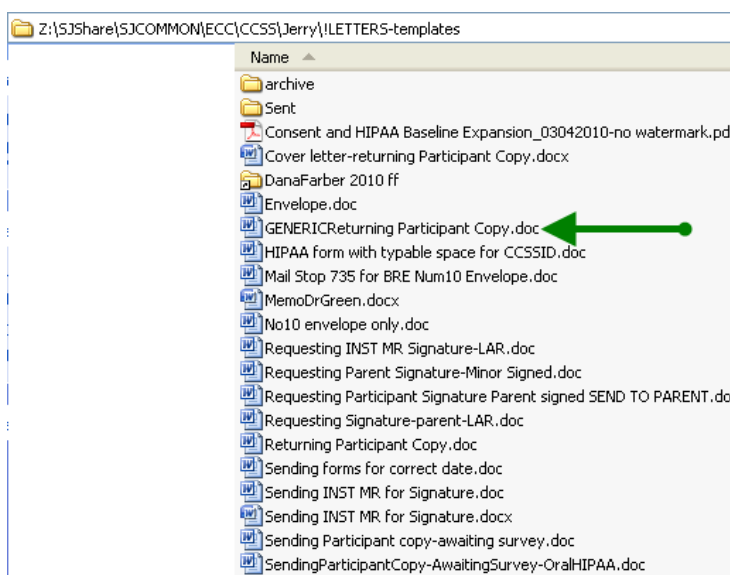 Z:\SJShare\SJCOMMON\ECC\CCSS\Jerry\!LETTERS-templates
Name
archive
Sent
Consent and HIPAA Baseline Expansion_03042010-no watermark.pd
Cover letter-returning Participant Copy.docx
DanaFarber 2010 ff
Envelope.doc
GENERICReturning Participant Copy.doc
HIPAA form with typable space for CCSSID.doc
Mail Stop 735 for BRE Num10 Envelope.doc
MemoDrGreen.docx
No10 envelope only.doc
Requesting INST MR Signature-LAR.doc
Requesting Parent Signature-Minor Signed.doc
Requesting Participant Signature Parent signed SEND TO PARENT.do
Requesting Signature-parent-LAR.doc
Returning Participant Copy.doc
Sending forms for correct date.doc
Sending INST MR for Signature.doc
Sending INST MR for Signature.docx
Sending Participant copy-awaiting survey.doc
SendingParticipantCopy-AwaitingSurvey-OralHIPAA.doc